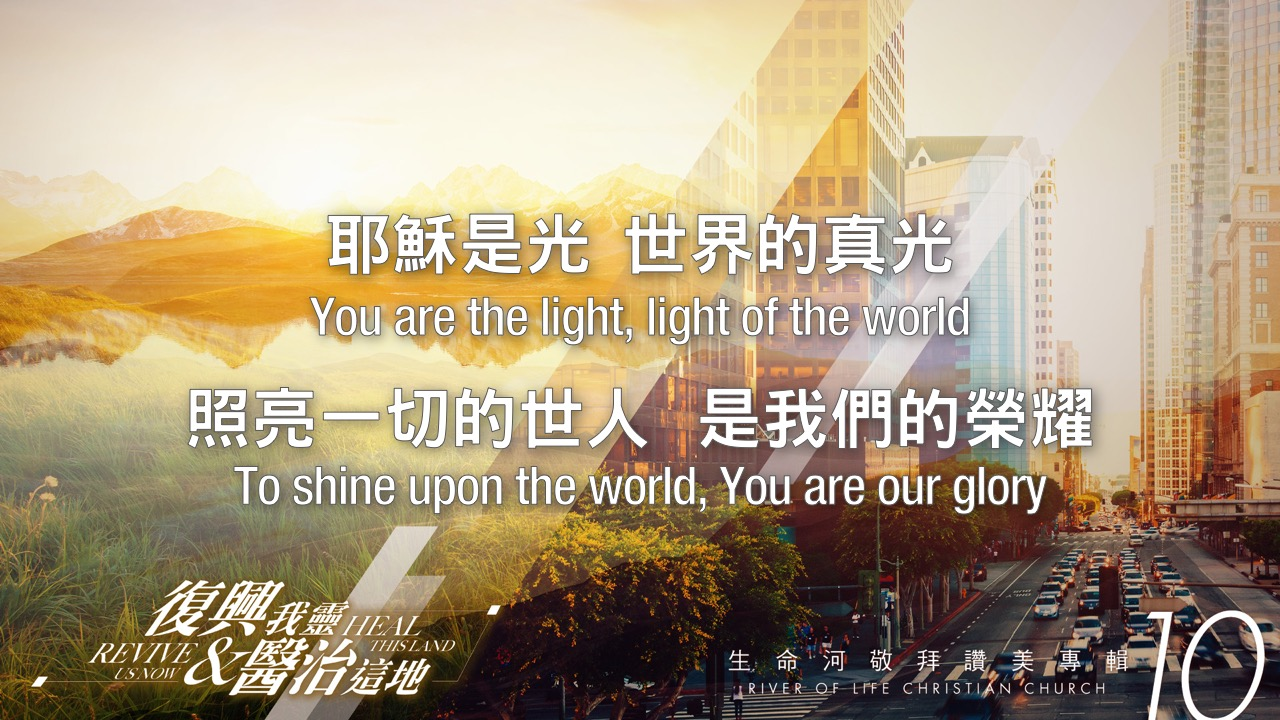 耶穌是光 世界的真光
You are the light, light of the world
照亮一切的世人 是我們的榮耀
To shine upon the world, You are our glory
復興我靈 HEAL THIS LAND
REVIVE US NOW & 醫治這地
生命河敬拜讚美專輯 10
RIVER OF LIFE CHRISTIAN CHURCH